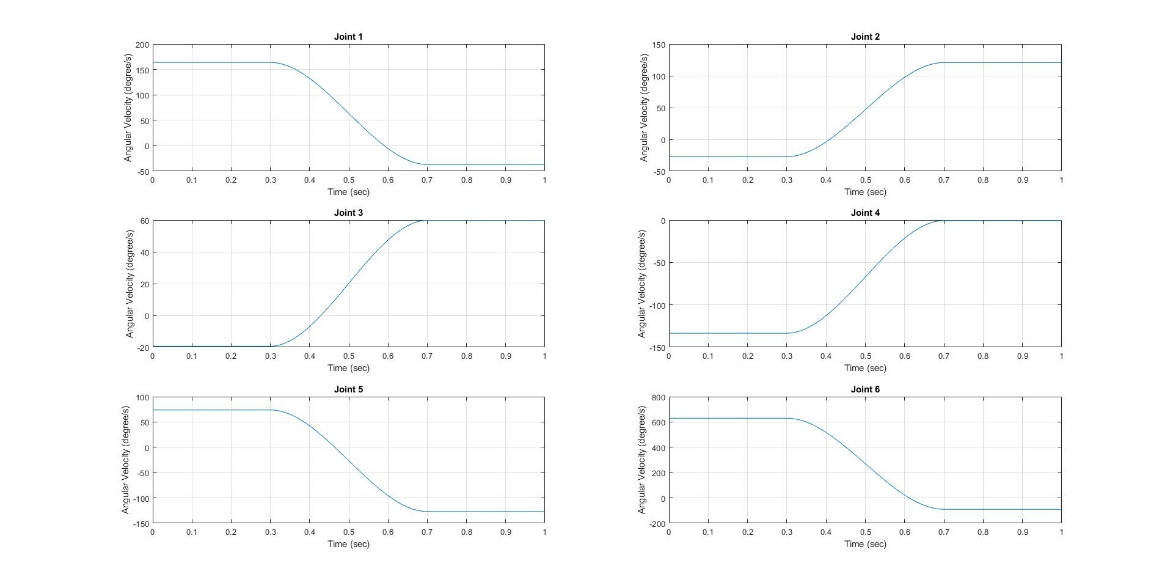 Joint 1
Angular Velocity (degree/s)
200
150
100
50
0
-50
0 0.1 0.2 0.3 0.4 0.5 0.6 0.7 0.8 0.9 1
Time (sec)
Joint 2
Angular Velocity (degree/s)
150
100
50
0
-50
0 0.1 0.2 0.3 0.4 0.5 0.6 0.7 0.8 0.9 1
Time (sec)
Joint 3
Angular Velocity (degree/s)
60
40
20
0
-20
0 0.1 0.2 0.3 0.4 0.5 0.6 0.7 0.8 0.9 1
Time (sec)
Joint 4
Angular Velocity (degree/s)
0
-50
-100
-150
0 0.1 0.2 0.3 0.4 0.5 0.6 0.7 0.8 0.9 1
Time (sec)
Joint 5
Angular Velocity (degree/s)
100
50
0
-50
-100
-150
0 0.1 0.2 0.3 0.4 0.5 0.6 0.7 0.8 0.9 1
Time (sec)
Joint 6
Angular Velocity (degree/s)
800
600
400
200
0
-200
0 0.1 0.2 0.3 0.4 0.5 0.6 0.7 0.8 0.9 1
Time (sec)